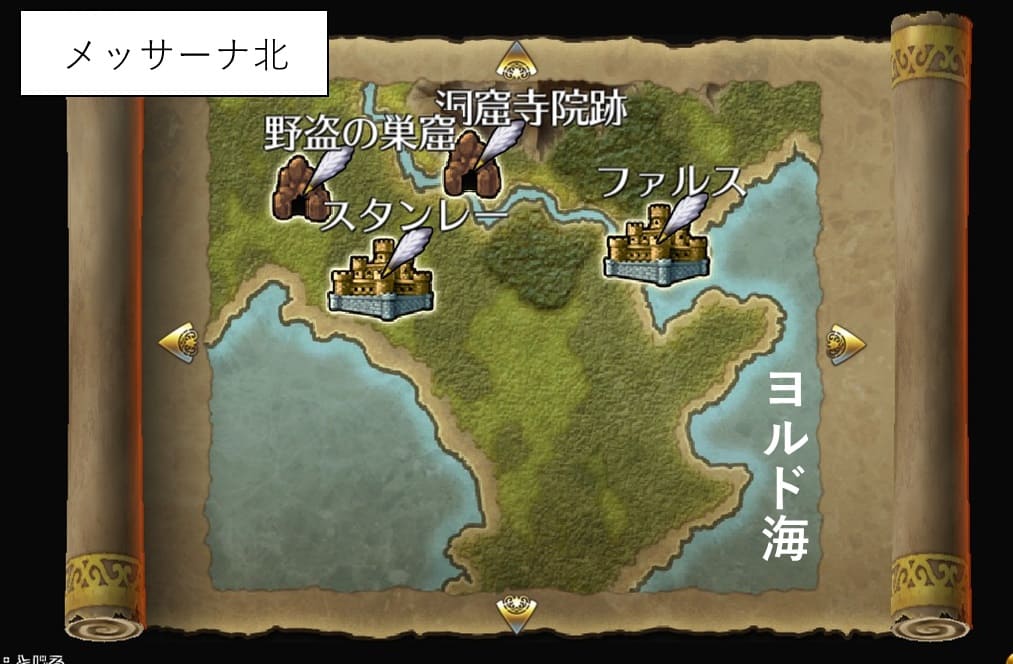 メッサーナ北
洞窟寺院跡
野盗の巣窟
ファルス
スタンレー
ヨルド海